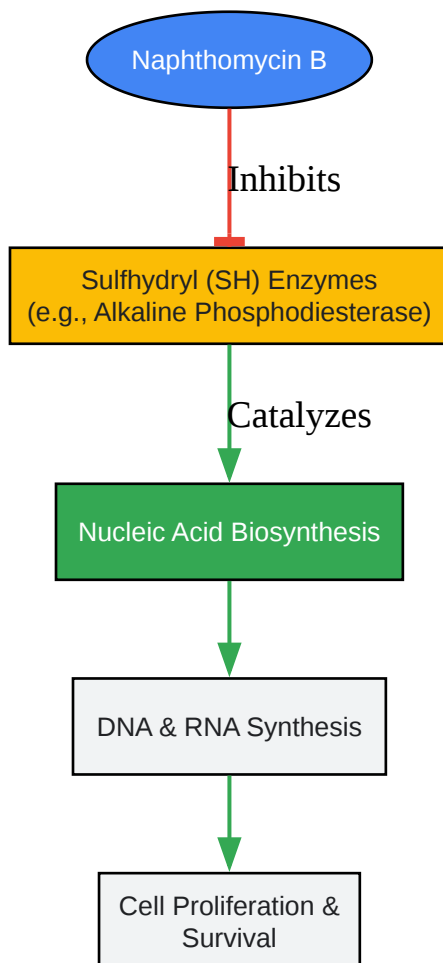 Naphthomycin B
Inhibits
Sulfhydryl (SH) Enzymes
(e.g., Alkaline Phosphodiesterase)
Catalyzes
Nucleic Acid Biosynthesis
DNA & RNA Synthesis
Cell Proliferation &
Survival